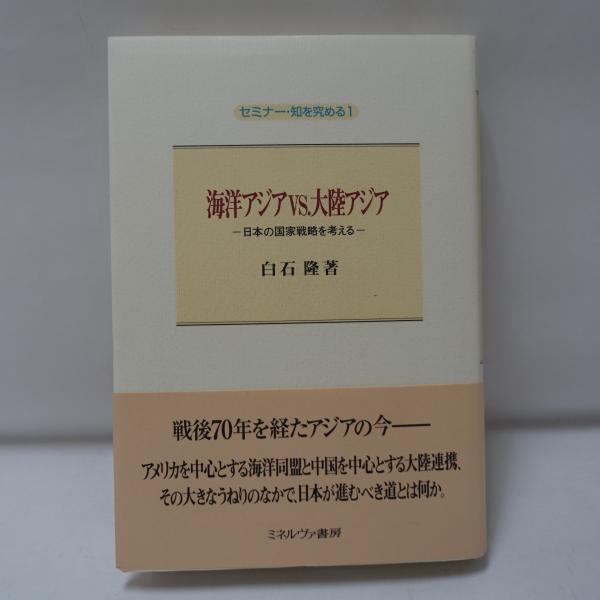 セミナー・知を究める1
海洋アジアvs.大陸アジア
―日本の国家戦略を考える―
白石 隆著
戦後70年を経たアジアの今――
アメリカを中心とする海洋同盟と中国を中心とする大陸連携、
その大きなうねりのなかで、日本が進むべき道とは何か。
ミネルヴァ書房